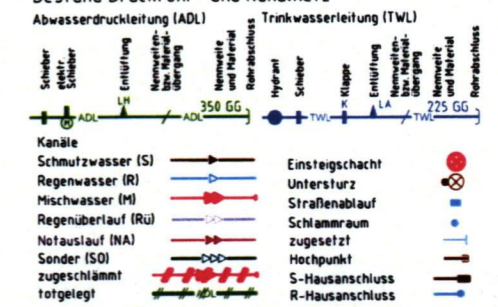 Abwasserdruckleitung (ADL)
Trinkwasserleitung (TWL)
Schieber
elektr. Schieber
Entlüftung
Nennweiten-
bzw. Material-
übergang
Nennweite
und Material
Rohrabschluss
Hydrant
Schieber
Klappe
Entlüftung
Nennweiten-
bzw. Material-
übergang
Nennweite
und Material
Rohrabschluss
LH
350 GG
K
LA
225 GG
M
ADL
ADL
TWL
TWL
Kanäle
Schmutzwasser (S)
Regenwasser (R)
Mischwasser (M)
Regenüberlauf (Rü)
Notauslauf (NA)
Sonder (SO)
zugeschlämmt
totgelegt
ADL
Einsteigschacht
Untersturz
Straßenablauf
Schlammraum
zugesetzt
Hochpunkt
S-Hausanschluss
R-Hausanschluss